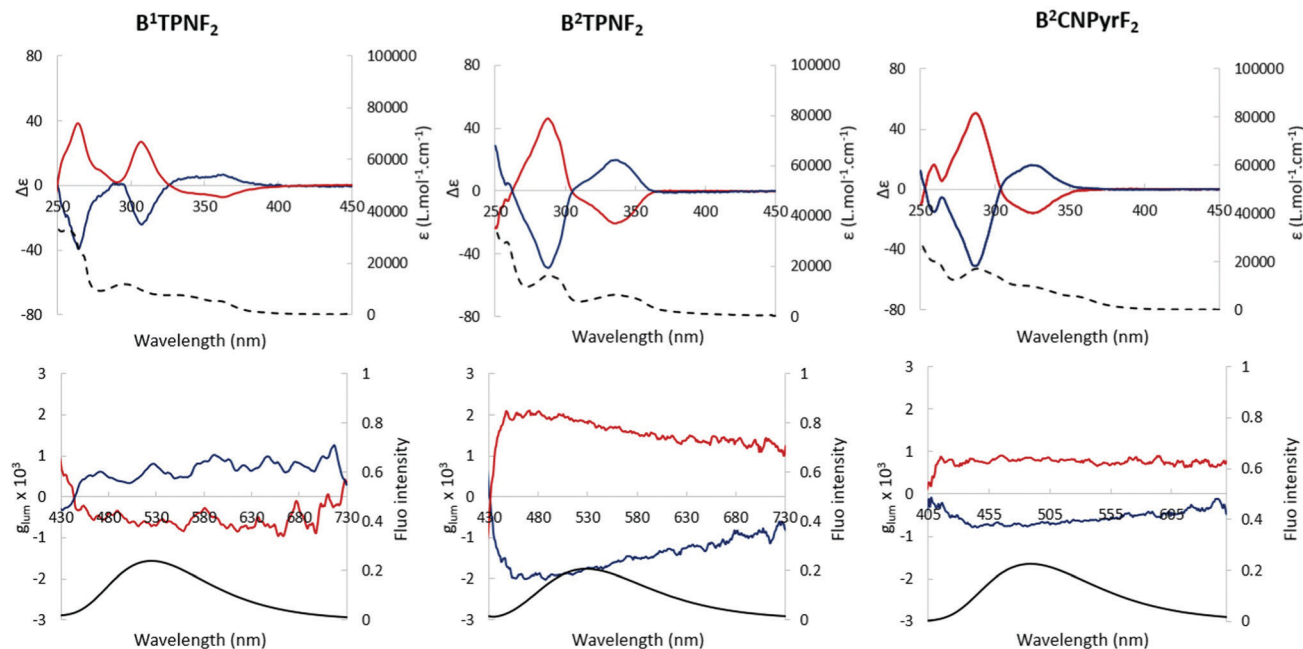 B¹TPNF₂
B²TPNF₂
B²CNPyrF₂
80
40
0
-40
-80
Δε
250 300 350 400 450
100000
80000
60000
40000
20000
0
ε (L.mol⁻¹.cm⁻¹)
Wavelength (nm)
80
40
0
-40
-80
Δε
250 300 350 400 450
100000
80000
60000
40000
20000
0
ε (L.mol⁻¹.cm⁻¹)
Wavelength (nm)
80
40
0
-40
-80
Δε
250 300 350 400 450
100000
80000
60000
40000
20000
0
ε (L.mol⁻¹.cm⁻¹)
Wavelength (nm)
3
2
1
0
-1
-2
-3
g_lum x 10³
430 480 530 580 630 680 730
1
0.8
0.6
0.4
0.2
0
Fluo intensity
Wavelength (nm)
3
2
1
0
-1
-2
-3
g_lum x 10³
430 480 530 580 630 680 730
1
0.8
0.6
0.4
0.2
0
Fluo intensity
Wavelength (nm)
3
2
1
0
-1
-2
-3
g_lum x 10³
405 455 505 555 605
1
0.8
0.6
0.4
0.2
0
Fluo intensity
Wavelength (nm)